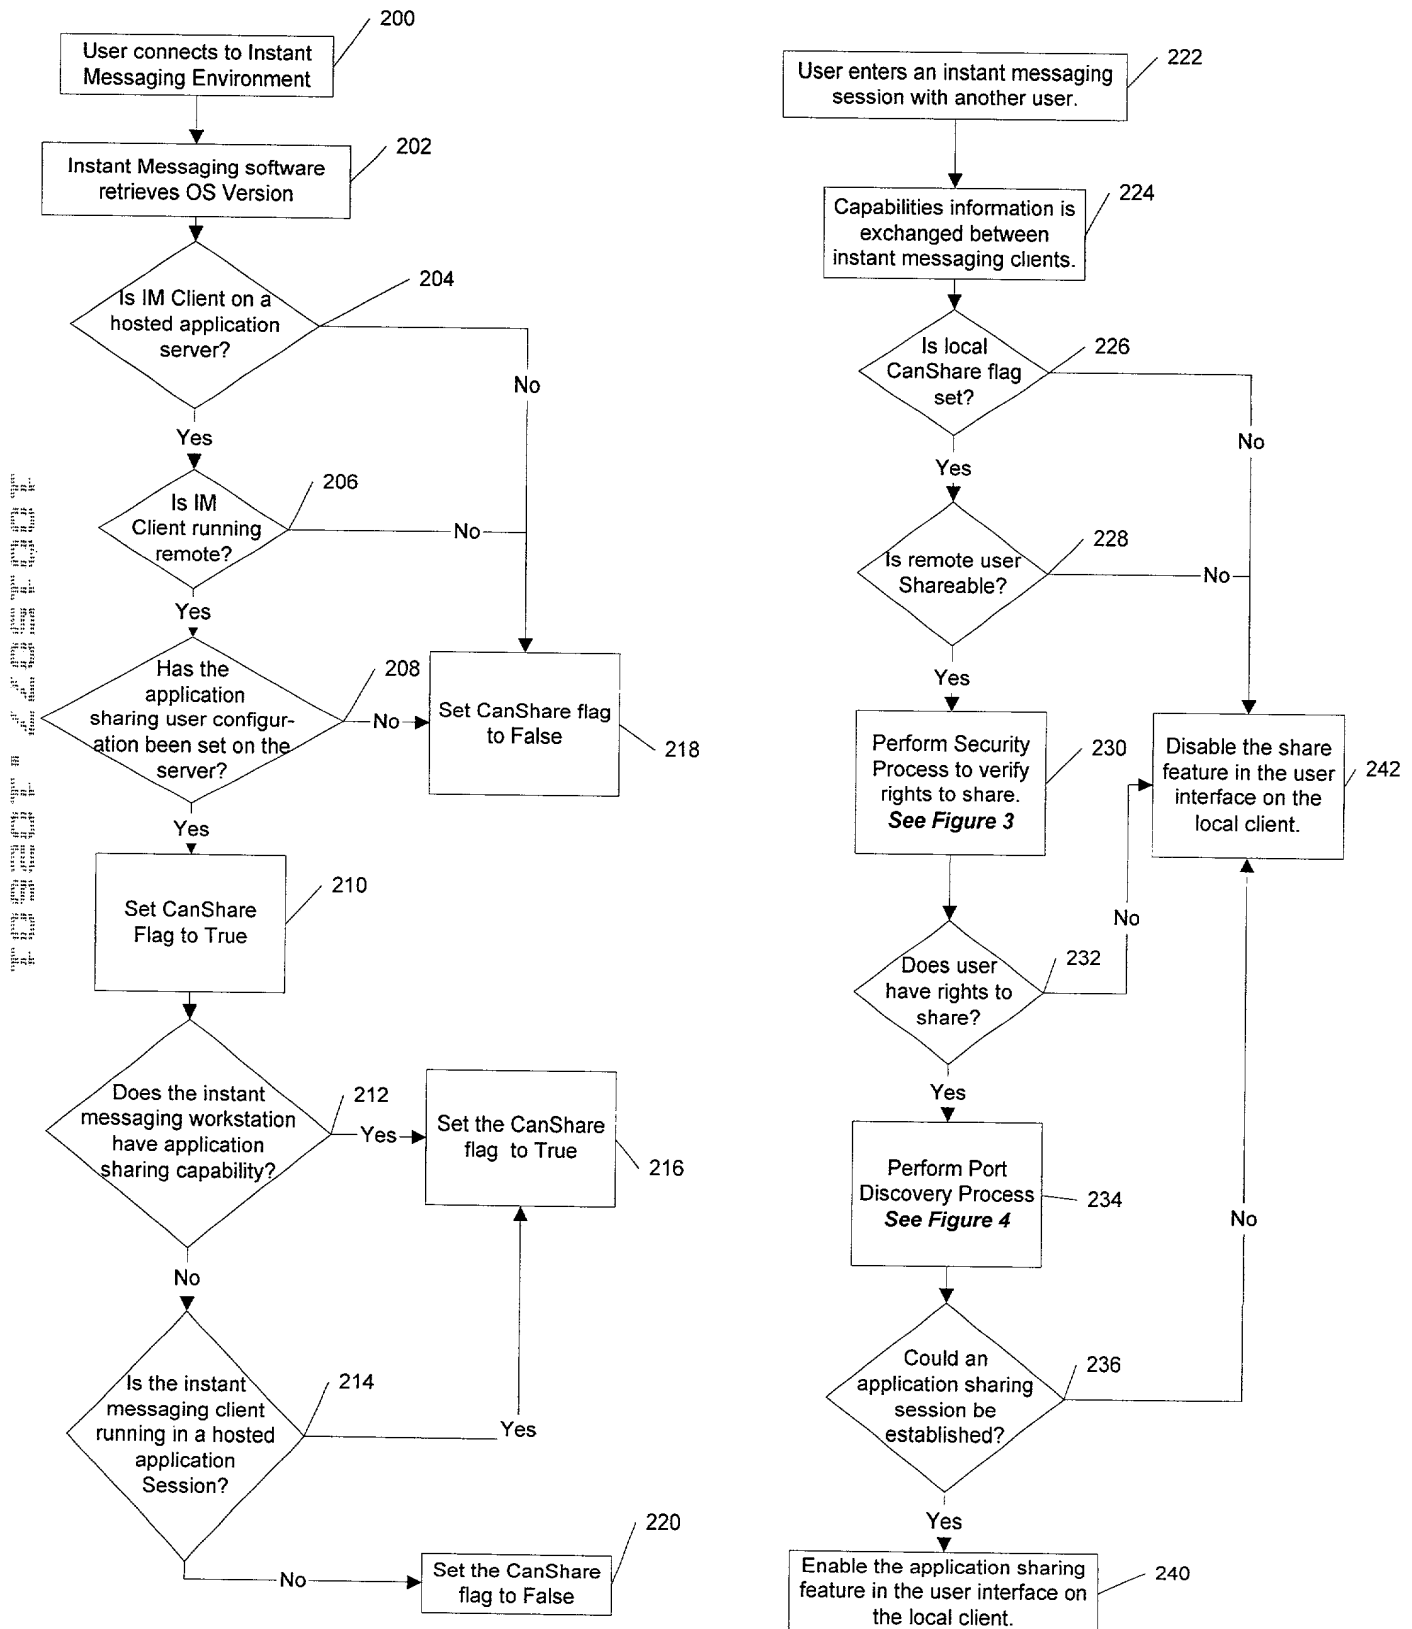 200
User connects to Instant
Messaging Environment
202
Instant Messaging software
retrieves OS Version
204
Is IM Client on a
hosted application
server?
No
Yes
206
Is IM
Client running
remote?
No
Yes
208
Has the
application
sharing user configur-
ation been set on the
server?
No
Set CanShare flag
to False
218
Yes
210
Set CanShare
Flag to True
212
Does the instant
messaging workstation
have application
sharing capability?
Yes
Set the CanShare
flag to True
216
No
214
Is the instant
messaging client
running in a hosted
application
Session?
Yes
No
220
Set the CanShare
flag to False
222
User enters an instant messaging
session with another user.
224
Capabilities information is
exchanged between
instant messaging clients.
226
Is local
CanShare flag
set?
No
Yes
228
Is remote user
Shareable?
No
Yes
230
Perform Security
Process to verify
rights to share.
See Figure 3
Disable the share
feature in the user
interface on the
local client.
242
No
232
Does user
have rights to
share?
Yes
234
Perform Port
Discovery Process
See Figure 4
No
236
Could an
application sharing
session be
established?
Yes
240
Enable the application sharing
feature in the user interface on
the local client.